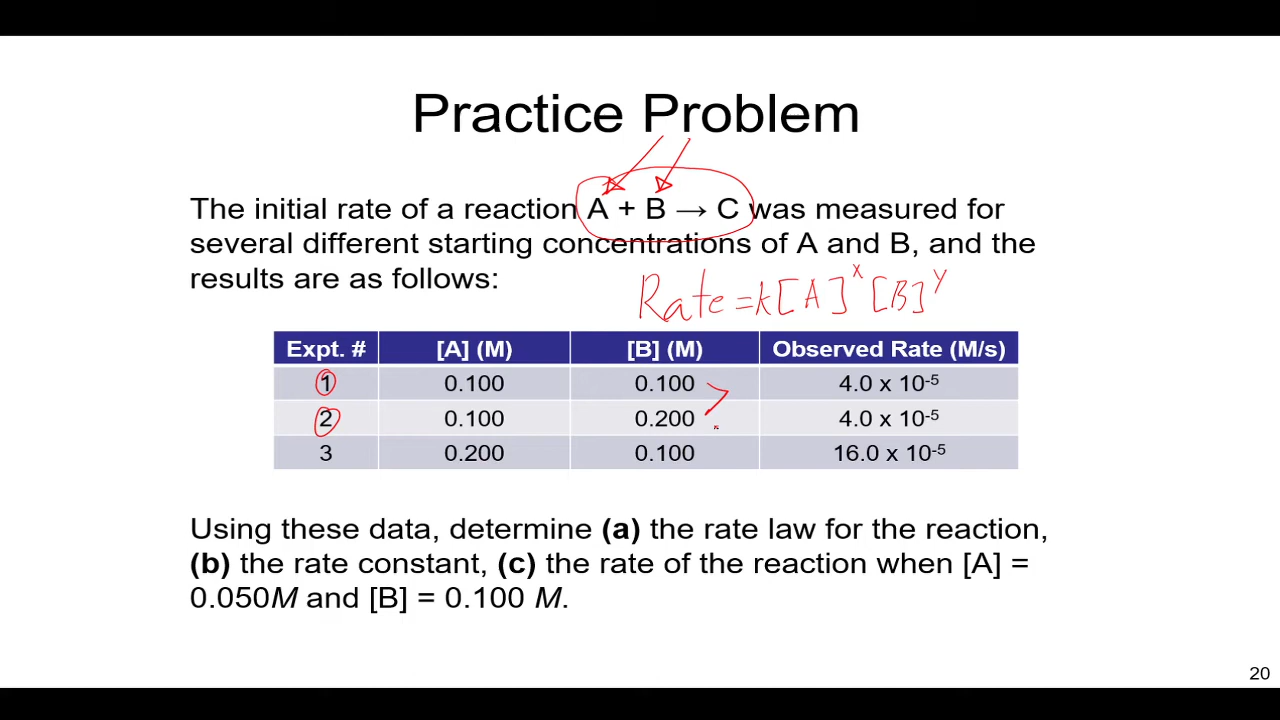 Practice Problem
The initial rate of a reaction A + B → C was measured for
several different starting concentrations of A and B, and the
results are as follows:
Rate = k[A]^x [B]^y
Expt. # [A] (M) [B] (M) Observed Rate (M/s)
1 0.100 0.100 4.0 x 10⁻⁵
2 0.100 0.200 4.0 x 10⁻⁵
3 0.200 0.100 16.0 x 10⁻⁵
Using these data, determine (a) the rate law for the reaction,
(b) the rate constant, (c) the rate of the reaction when [A] =
0.050M and [B] = 0.100 M.
20